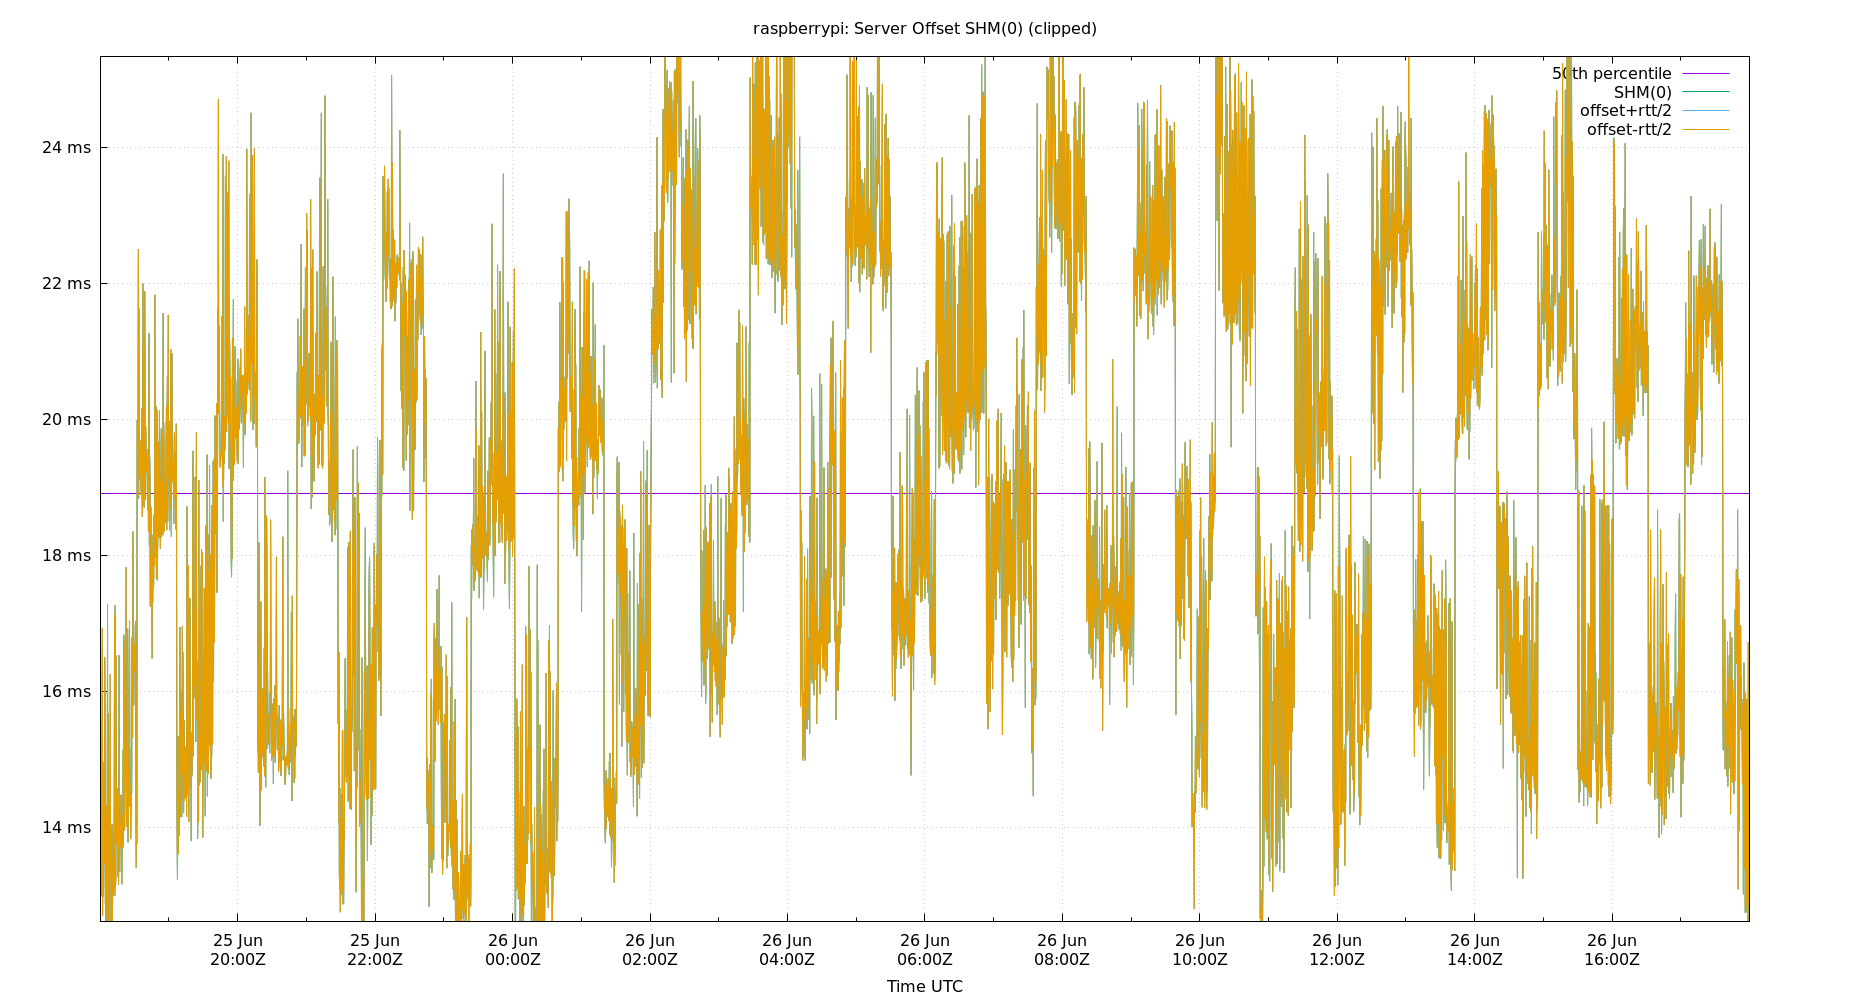 raspberrypi: Server Offset SHM(0) (clipped)
50th percentile
SHM(0)
offset+rtt/2
offset-rtt/2
24 ms
22 ms
20 ms
18 ms
16 ms
14 ms
25 Jun 25 Jun 26 Jun 26 Jun 26 Jun 26 Jun 26 Jun 26 Jun 26 Jun 26 Jun 26 Jun
20:00Z 22:00Z 00:00Z 02:00Z 04:00Z 06:00Z 08:00Z 10:00Z 12:00Z 14:00Z 16:00Z
Time UTC